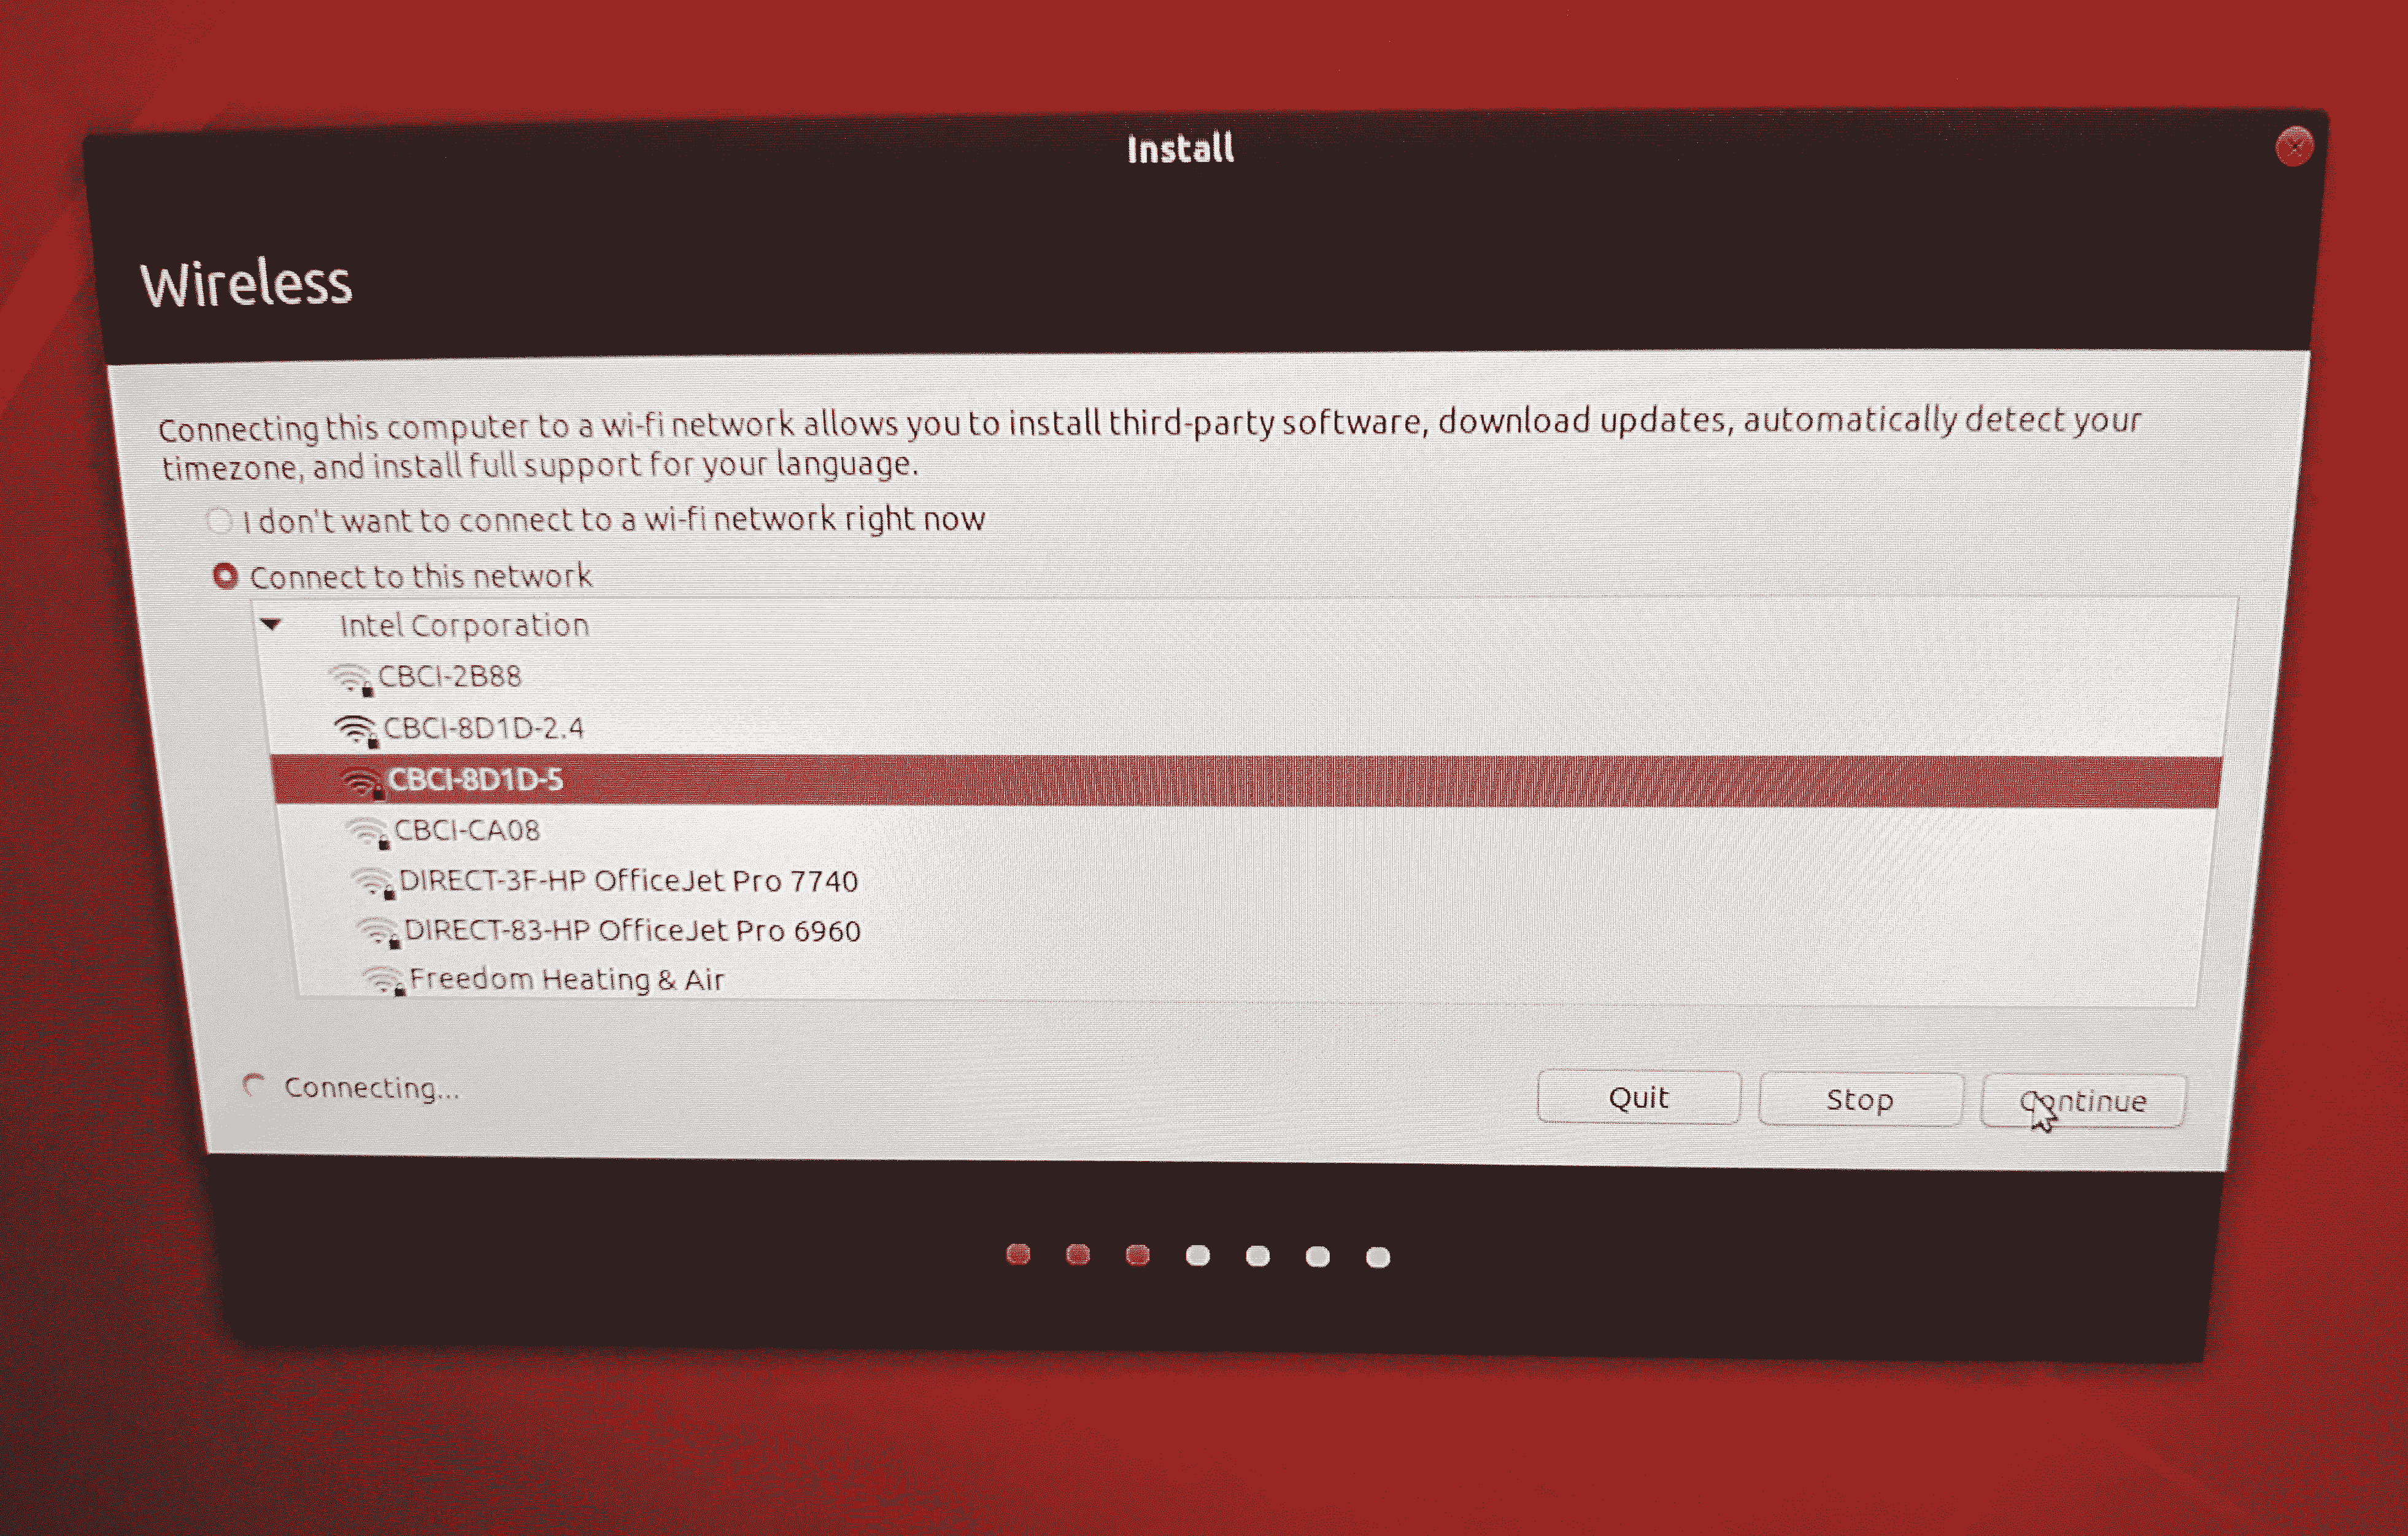 Install
Wireless
Connecting this computer to a wi-fi network allows you to install third-party software, download updates, automatically detect your
timezone, and install full support for your language.
I don't want to connect to a wi-fi network right now
Connect to this network
Intel Corporation
CBCI-2B88
CBCI-8D1D-2.4
CBCI-8D1D-5
CBCI-CA08
DIRECT-3F-HP OfficeJet Pro 7740
DIRECT-83-HP OfficeJet Pro 6960
Freedom Heating & Air
Connecting...
Quit
Stop
Continue